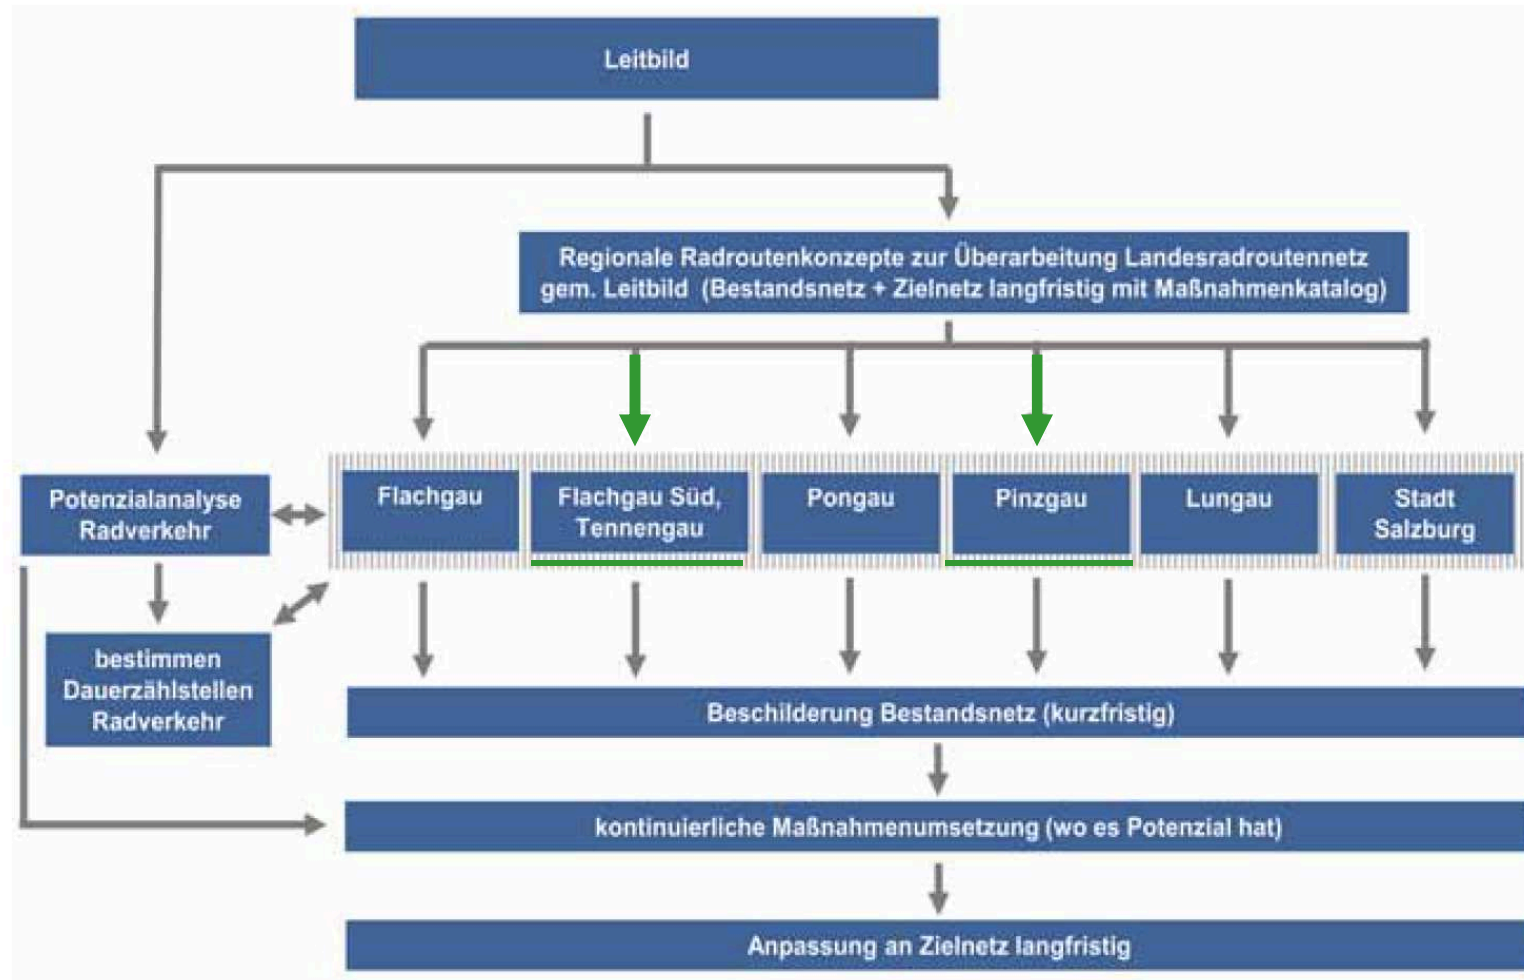 Leitbild
Regionale Radroutenkonzepte zur Überarbeitung Landesradroutennetz
gem. Leitbild (Bestandsnetz + Zielnetz langfristig mit Maßnahmenkatalog)
Potenzialanalyse
Radverkehr
Flachgau
Flachgau Süd,
Tennengau
Pongau
Pinzgau
Lungau
Stadt
Salzburg
bestimmen
Dauerzählstellen
Radverkehr
Beschilderung Bestandsnetz (kurzfristig)
kontinuierliche Maßnahmenumsetzung (wo es Potenzial hat)
Anpassung an Zielnetz langfristig